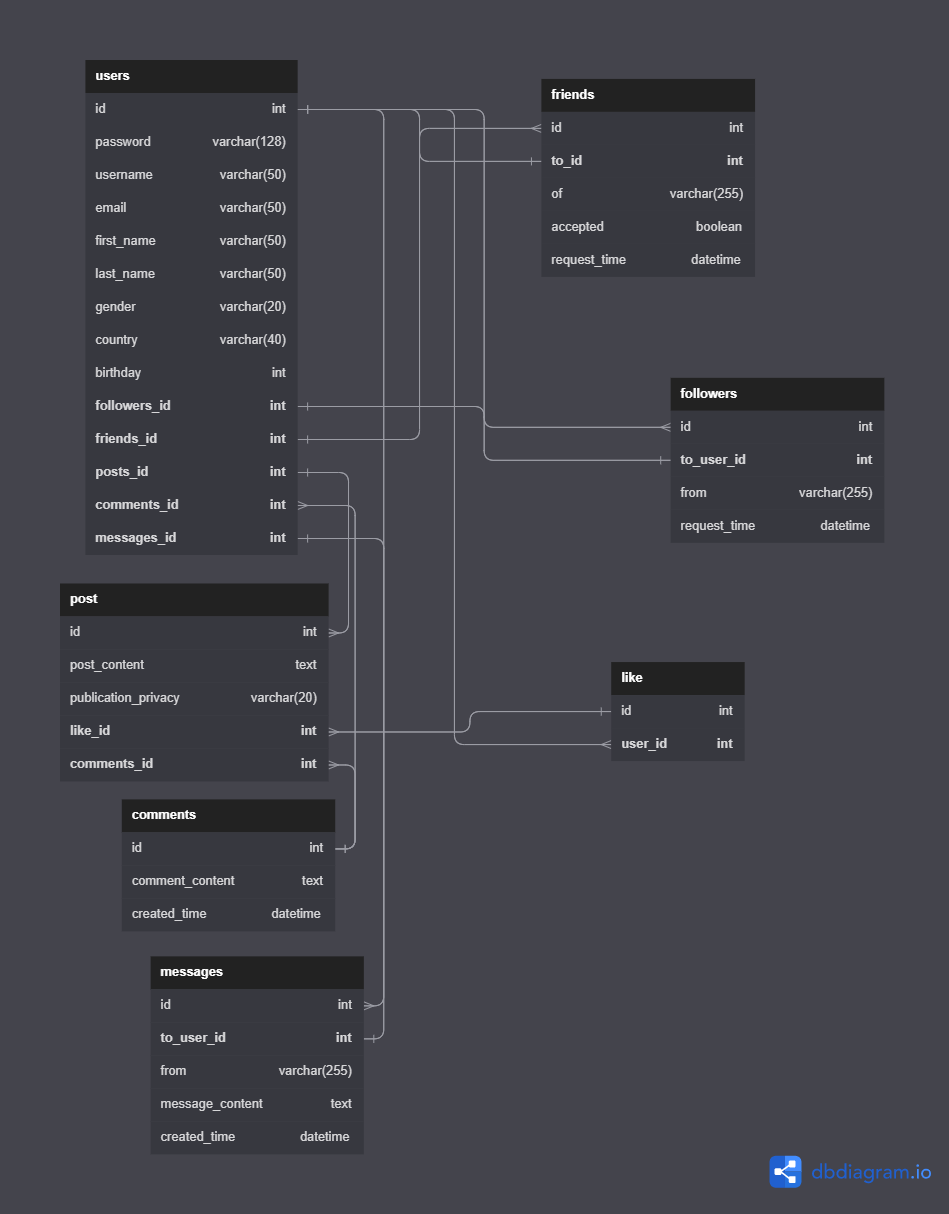 users
id int
password varchar(128)
username varchar(50)
email varchar(50)
first_name varchar(50)
last_name varchar(50)
gender varchar(20)
country varchar(40)
birthday int
followers_id int
friends_id int
posts_id int
comments_id int
messages_id int
friends
id int
to_id int
of varchar(255)
accepted boolean
request_time datetime
followers
id int
to_user_id int
from varchar(255)
request_time datetime
post
id int
post_content text
publication_privacy varchar(20)
like_id int
comments_id int
like
id int
user_id int
comments
id int
comment_content text
created_time datetime
messages
id int
to_user_id int
from varchar(255)
message_content text
created_time datetime
dbdiagram.io